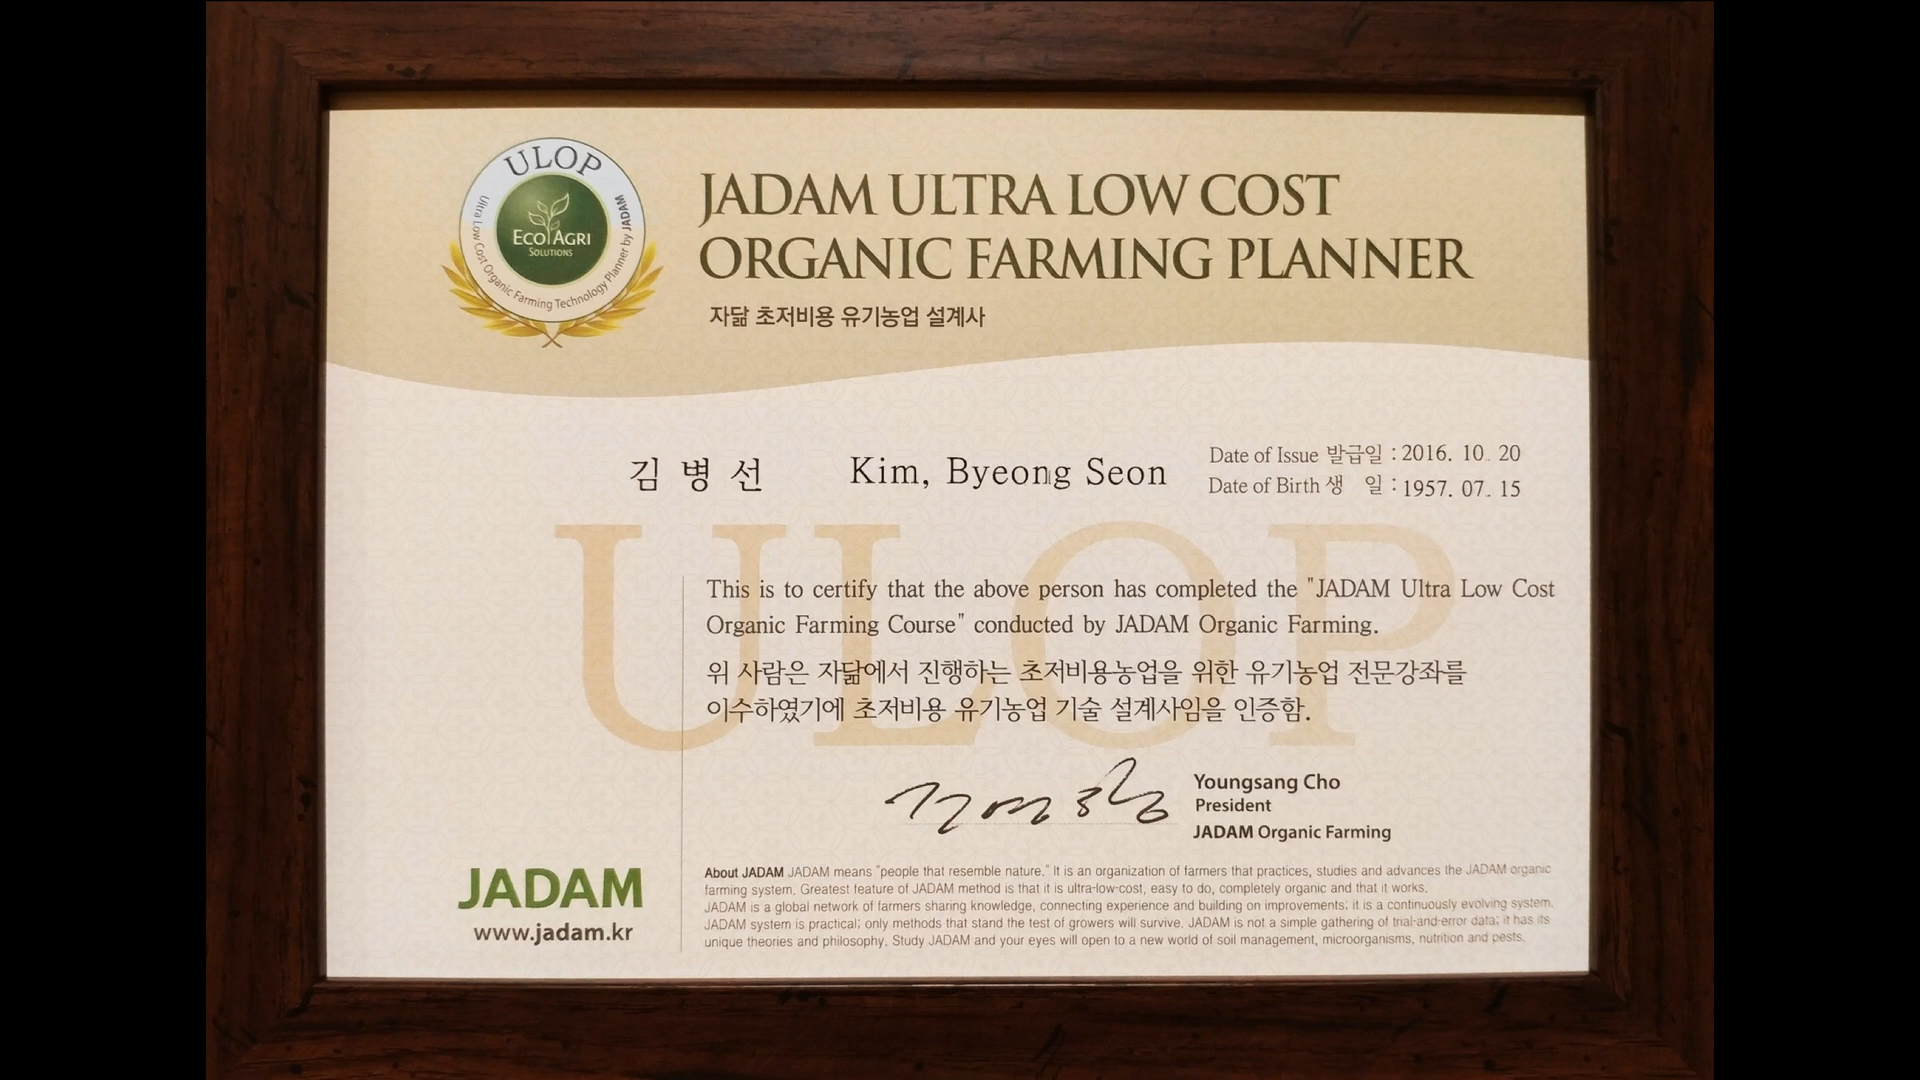 ULOP
Ultra Low Cost Organic Farming Technology Planner by JADAM
ECO AGRI
SOLUTIONS
JADAM ULTRA LOW COST
ORGANIC FARMING PLANNER
자닮 초저비용 유기농업 설계사
김 병 선 Kim, Byeong Seon
Date of Issue 발급일 : 2016. 10. 20
Date of Birth 생 일 : 1957. 07. 15
ULOP
This is to certify that the above person has completed the "JADAM Ultra Low Cost
Organic Farming Course" conducted by JADAM Organic Farming.
위 사람은 자닮에서 진행하는 초저비용농업을 위한 유기농업 전문강좌를
이수하였기에 초저비용 유기농업 기술 설계사임을 인증함.
Youngsang Cho
President
JADAM Organic Farming
JADAM
www.jadam.kr
About JADAM JADAM means "people that resemble nature." It is an organization of farmers that practices, studies and advances the JADAM organic
farming system. Greatest feature of JADAM method is that it is ultra-low-cost, easy to do, completely organic and that it works.
JADAM is a global network of farmers sharing knowledge, connecting experience and building on improvements; it is a continuously evolving system.
JADAM system is practical; only methods that stand the test of growers will survive. JADAM is not a simple gathering of trial-and-error data; it has its
unique theories and philosophy. Study JADAM and your eyes will open to a new world of soil management, microorganisms, nutrition and pests.